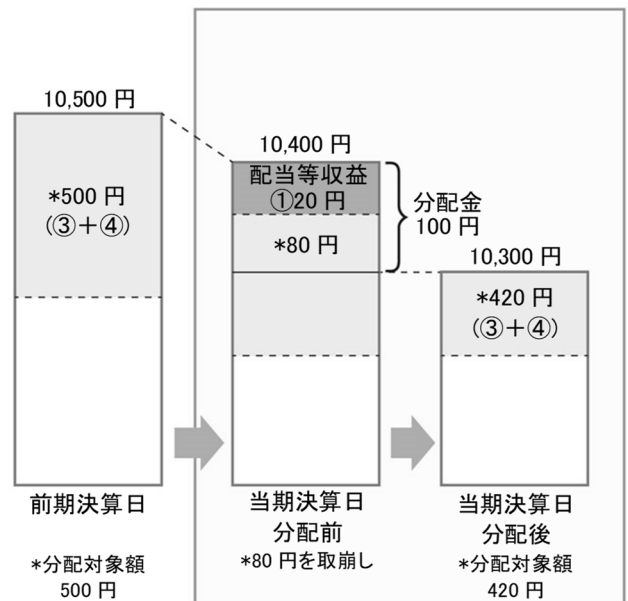 10,500 円
*500 円
(③+④)
前期決算日
*分配対象額
500 円
10,400 円
配当等収益
①20 円
*80 円
分配金
100 円
当期決算日
分配前
*80 円を取崩し
10,300 円
*420 円
(③+④)
当期決算日
分配後
*分配対象額
420 円